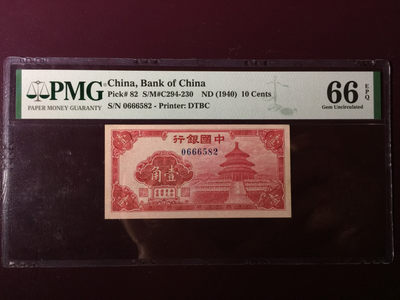 PMG
PAPER MONEY GUARANTY
China, Bank of China
Pick# 82 S/M#C294-230 ND (1940) 10 Cents
S/N 0666582 - Printer: DTBC
66 EPQ
Gem Uncirculated
行銀國中
0666582
角壹